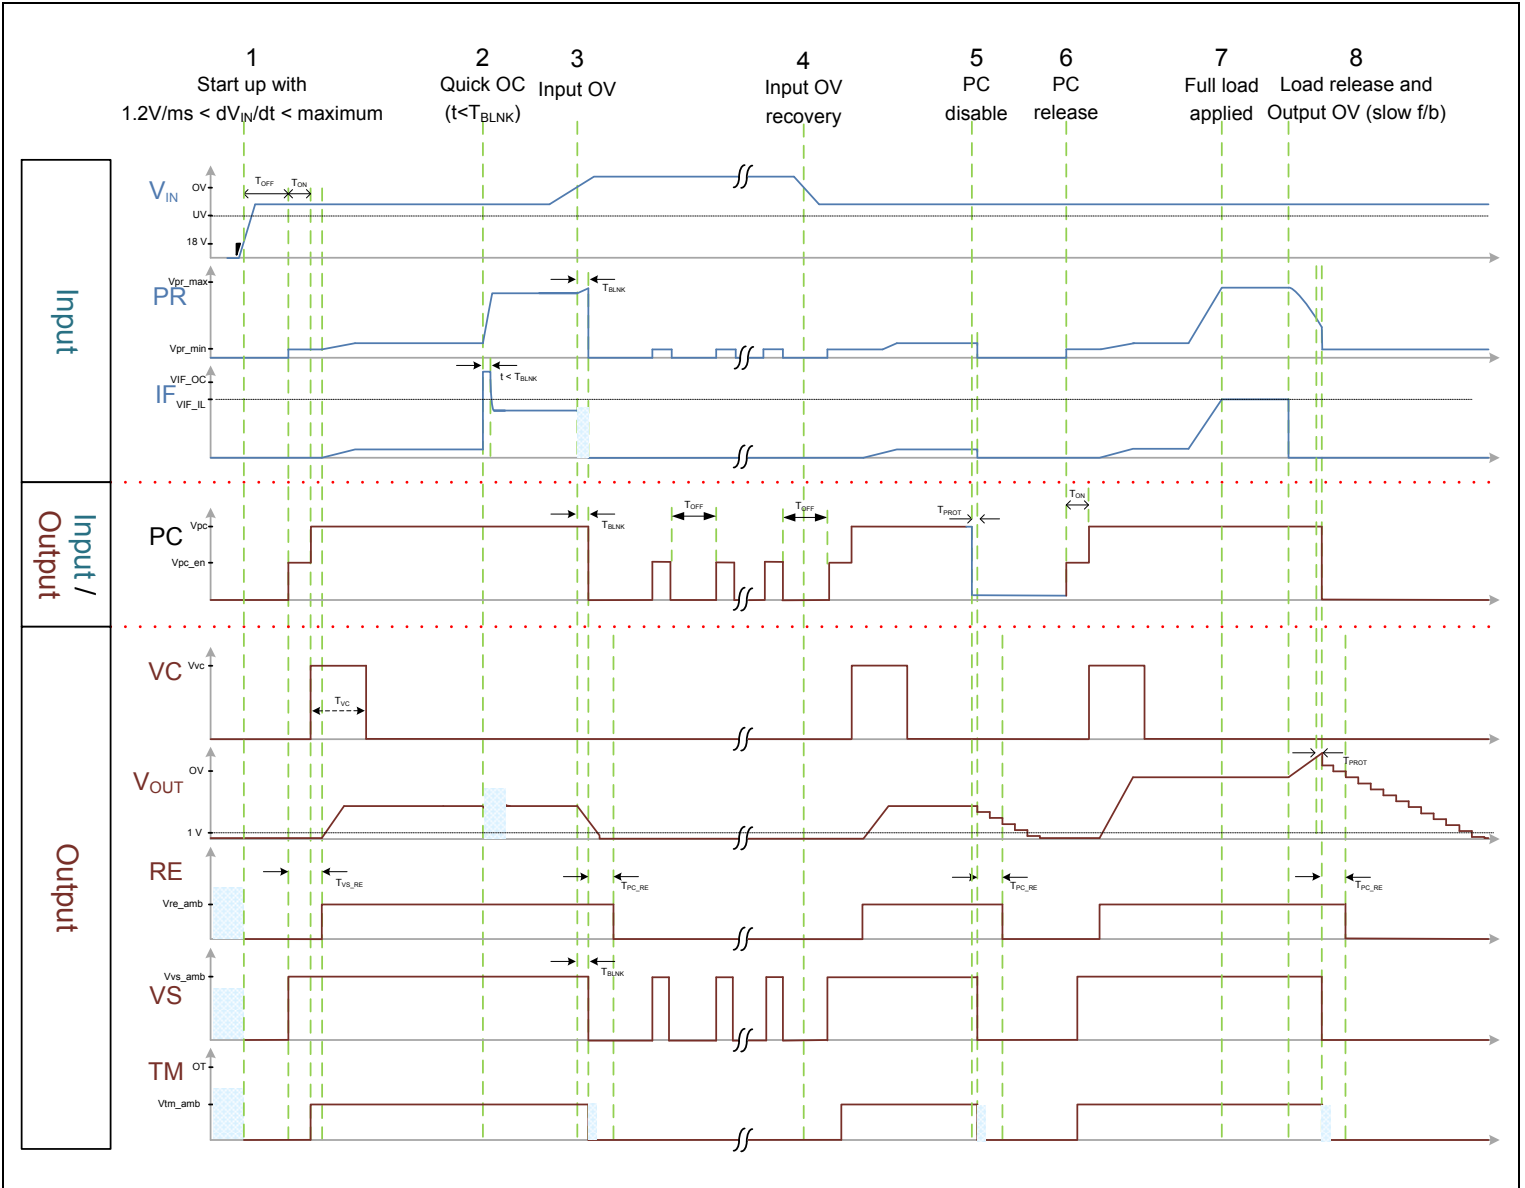 1
Start up with
1.2V/ms < dVIN/dt < maximum
2
Quick OC
(t<TBLNK)
3
Input OV
4
Input OV
recovery
5
PC
disable
6
PC
release
7
Full load
applied
8
Load release and
Output OV (slow f/b)
Input
VIN
OV
UV
18 V
TOFF
TON
PR
Vpr_max
Vpr_min
TBLNK
IF
VIF_OC
VIF_IL
t < TBLNK
Input /
Output
PC
Vpc
Vpc_en
TBLNK
TOFF
TOFF
TPROT
TON
Output
VC
Vvc
TVC
VOUT
OV
1 V
TPROT
RE
Vre_amb
TVS_RE
TPC_RE
TPC_RE
TPC_RE
VS
Vvs_amb
TBLNK
TM
OT
Vtm_amb